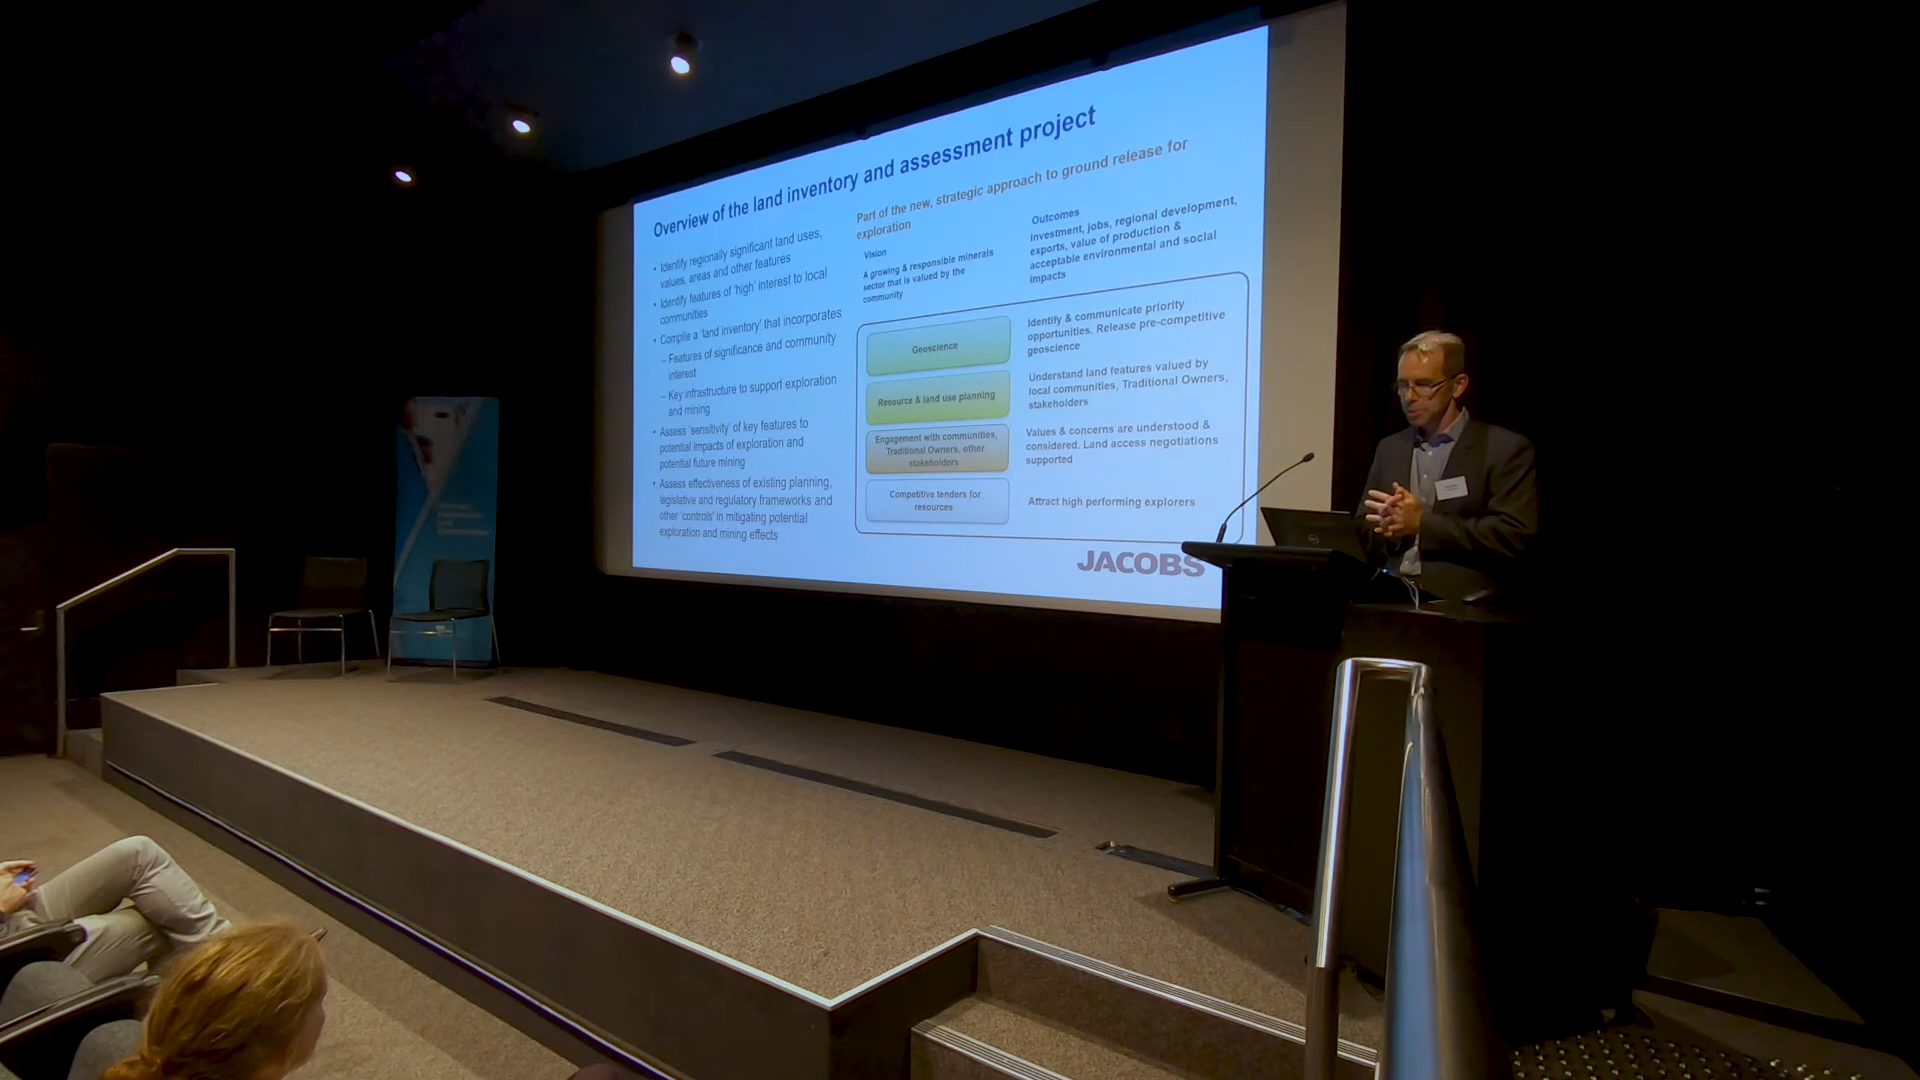 Overview of the land inventory and assessment project
• Identify regionally significant land uses,
values, areas and other features
• Identify features of 'high' interest to local
communities
• Compile a 'land inventory' that incorporates
– Features of significance and community
interest
– Key infrastructure to support exploration
and mining
• Assess 'sensitivity' of key features to
potential impacts of exploration and
potential future mining
• Assess effectiveness of existing planning,
legislative and regulatory frameworks and
other 'controls' in mitigating potential
exploration and mining effects
Part of the new, strategic approach to ground release for
exploration
Vision
A growing & responsible minerals
sector that is valued by the
community
Outcomes
Investment, jobs, regional development,
exports, value of production &
acceptable environmental and social
impacts
Geoscience
Identify & communicate priority
opportunities. Release pre-competitive
geoscience
Resource & land use planning
Understand land features valued by
local communities, Traditional Owners,
stakeholders
Engagement with communities,
Traditional Owners, other
stakeholders
Values & concerns are understood &
considered. Land access negotiations
supported
Competitive tenders for
resources
Attract high performing explorers
JACOBS